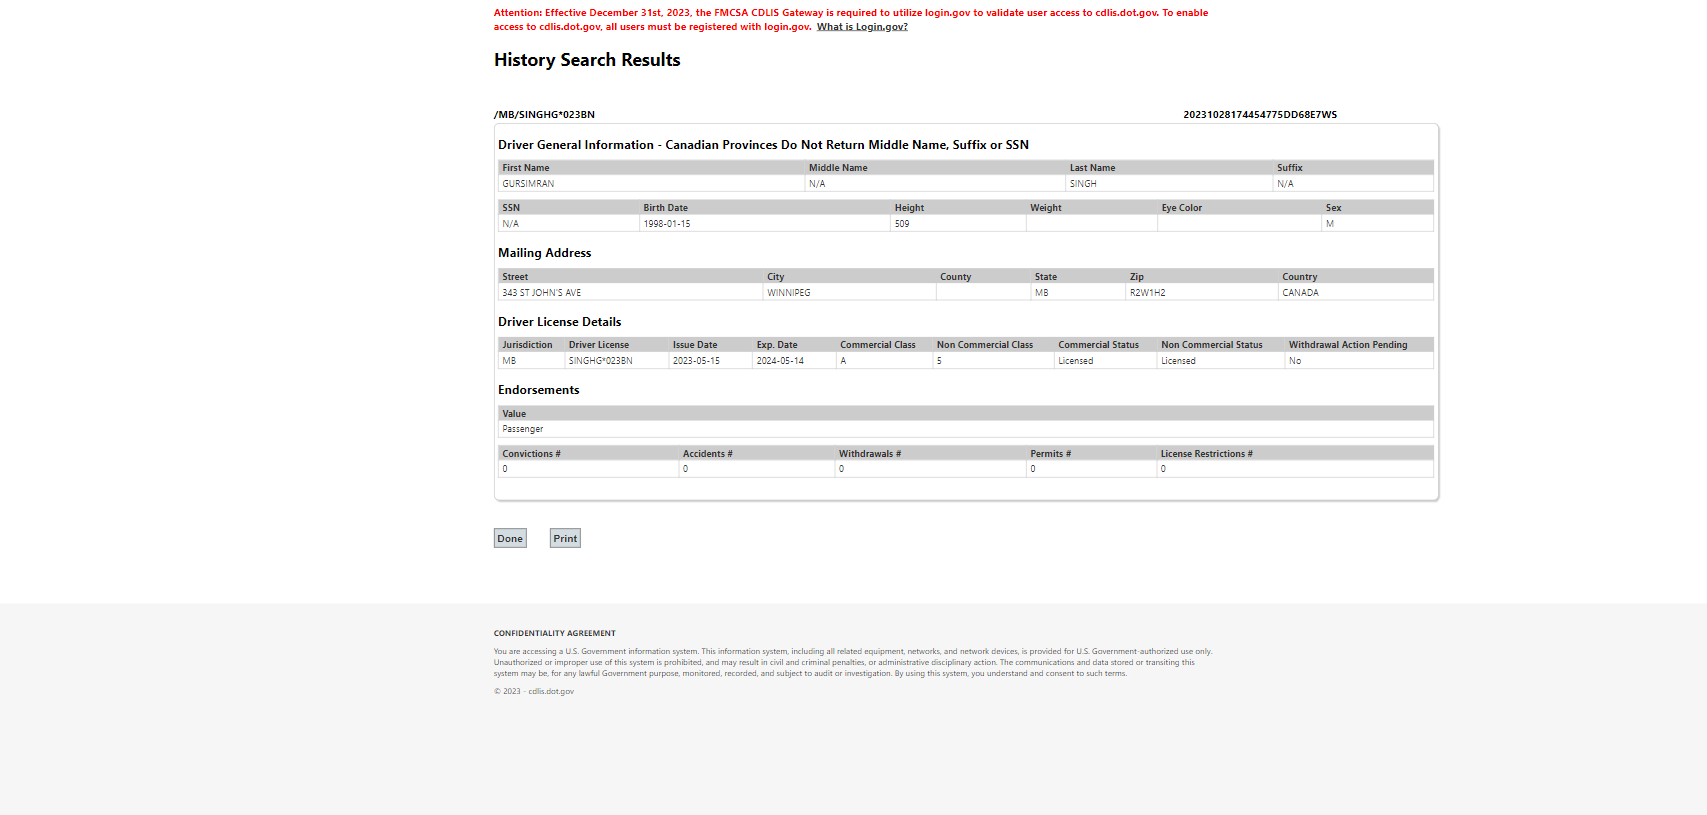 Attention: Effective December 31st, 2023, the FMCSA CDLIS Gateway is required to utilize login.gov to validate user access to cdlis.dot.gov. To enable
access to cdlis.dot.gov, all users must be registered with login.gov. What is Login.gov?
History Search Results
/MB/SINGHG*023BN 20231028174454775DD68E7WS
Driver General Information - Canadian Provinces Do Not Return Middle Name, Suffix or SSN
First Name Middle Name Last Name Suffix
GURSIMRAN N/A SINGH N/A
SSN Birth Date Height Weight Eye Color Sex
N/A 1998-01-15 509 M
Mailing Address
Street City County State Zip Country
343 ST JOHN'S AVE WINNIPEG MB R2W1H2 CANADA
Driver License Details
Jurisdiction Driver License Issue Date Exp. Date Commercial Class Non Commercial Class Commercial Status Non Commercial Status Withdrawal Action Pending
MB SINGHG*023BN 2023-05-15 2024-05-14 A 5 Licensed Licensed No
Endorsements
Value
Passenger
Convictions # Accidents # Withdrawals # Permits # License Restrictions #
0 0 0 0 0
Done Print
CONFIDENTIALITY AGREEMENT
You are accessing a U.S. Government information system. This information system, including all related equipment, networks, and network devices, is provided for U.S. Government-authorized use only.
Unauthorized or improper use of this system is prohibited, and may result in civil and criminal penalties, or administrative disciplinary action. The communications and data stored or transiting this
system may be, for any lawful Government purpose, monitored, recorded, and subject to audit or investigation. By using this system, you understand and consent to such terms.
© 2023 - cdlis.dot.gov